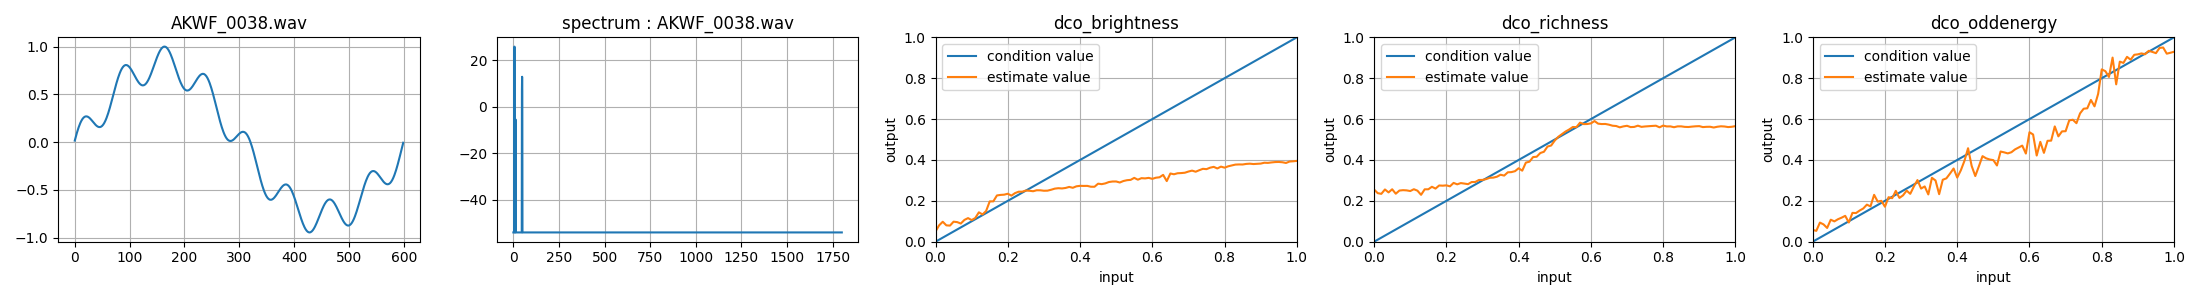 AKWF_0038.wav
1.0
0.5
0.0
−0.5
−1.0
0 100 200 300 400 500 600
spectrum : AKWF_0038.wav
20
0
−20
−40
0 250 500 750 1000 1250 1500 1750
dco_brightness
condition value
estimate value
output
1.0
0.8
0.6
0.4
0.2
0.0
0.0 0.2 0.4 0.6 0.8 1.0
input
dco_richness
condition value
estimate value
output
1.0
0.8
0.6
0.4
0.2
0.0
0.0 0.2 0.4 0.6 0.8 1.0
input
dco_oddenergy
condition value
estimate value
output
1.0
0.8
0.6
0.4
0.2
0.0
0.0 0.2 0.4 0.6 0.8 1.0
input